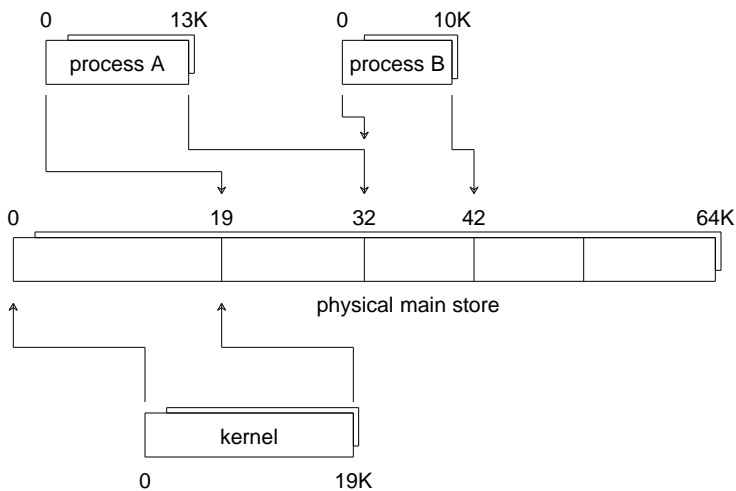 0 13K 0 10K
process A process B
0 19 32 42 64K
physical main store
kernel
0 19K